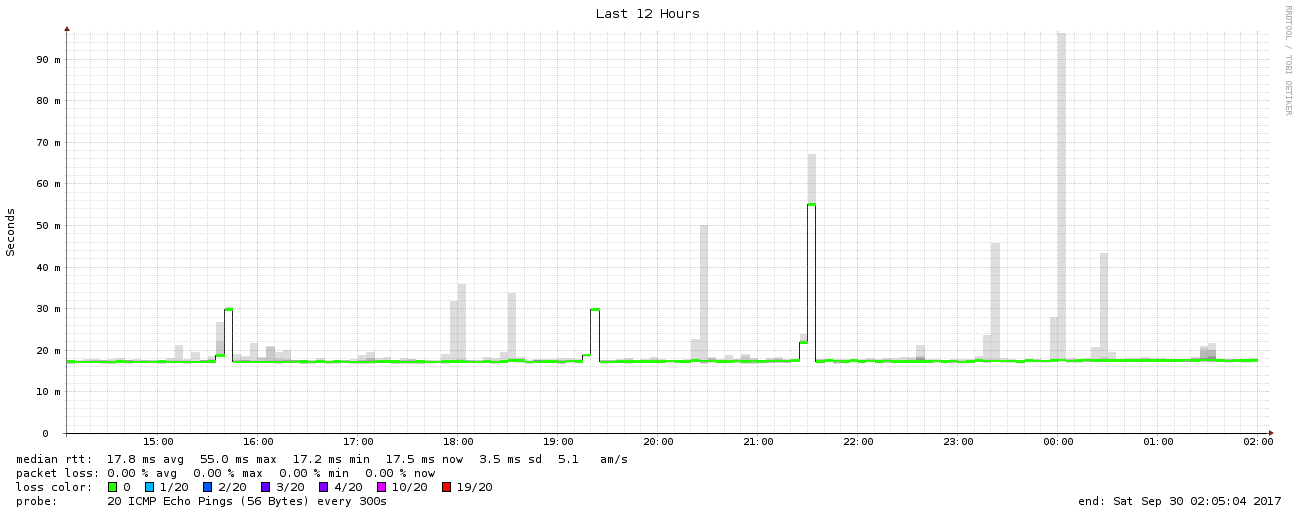 Last 12 Hours
RRDTOOL / TOBI OETIKER
Seconds
90 m
80 m
70 m
60 m
50 m
40 m
30 m
20 m
10 m
0
15:00 16:00 17:00 18:00 19:00 20:00 21:00 22:00 23:00 00:00 01:00 02:00
median rtt: 17.8 ms avg 55.0 ms max 17.2 ms min 17.5 ms now 3.5 ms sd 5.1 am/s
packet loss: 0.00 % avg 0.00 % max 0.00 % min 0.00 % now
loss color: 0 1/20 2/20 3/20 4/20 10/20 19/20
probe: 20 ICMP Echo Pings (56 Bytes) every 300s end: Sat Sep 30 02:05:04 2017